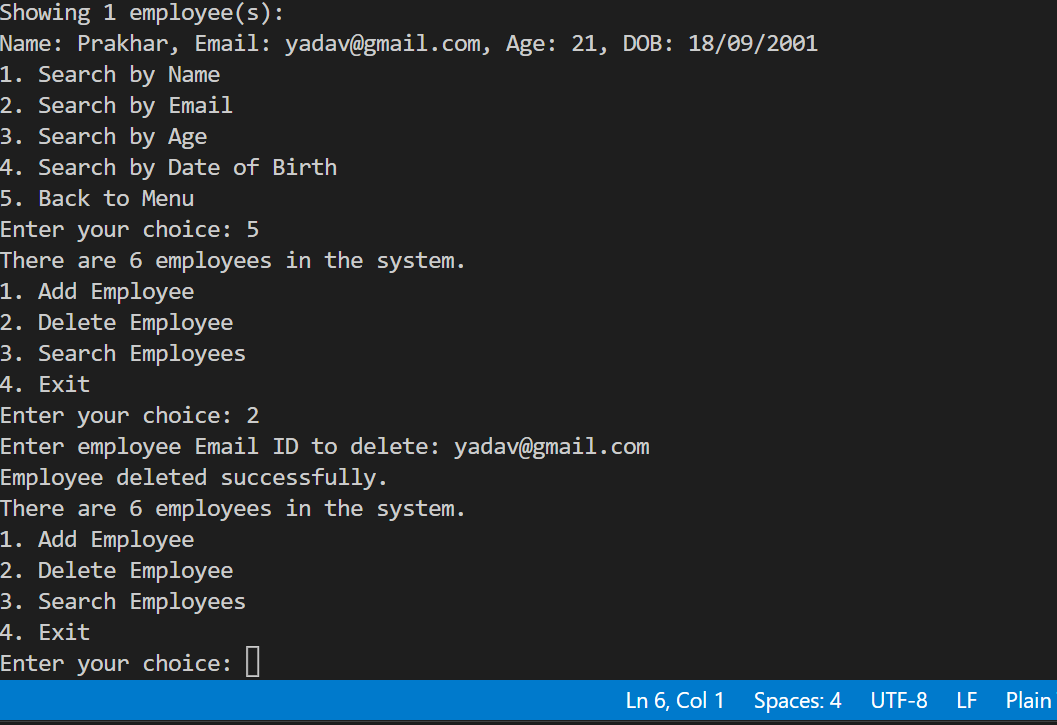 Showing 1 employee(s):
Name: Prakhar, Email: yadav@gmail.com, Age: 21, DOB: 18/09/2001
1. Search by Name
2. Search by Email
3. Search by Age
4. Search by Date of Birth
5. Back to Menu
Enter your choice: 5
There are 6 employees in the system.
1. Add Employee
2. Delete Employee
3. Search Employees
4. Exit
Enter your choice: 2
Enter employee Email ID to delete: yadav@gmail.com
Employee deleted successfully.
There are 6 employees in the system.
1. Add Employee
2. Delete Employee
3. Search Employees
4. Exit
Enter your choice:
Ln 6, Col 1 Spaces: 4 UTF-8 LF Plain